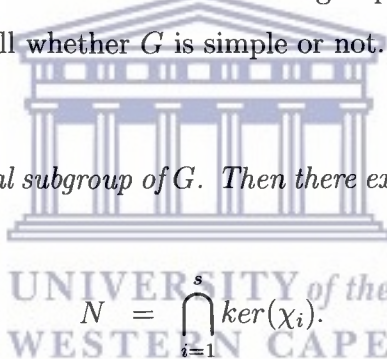 ll whether G is simple or not.
al subgroup of G. Then there ex
UNIVERSITY of the
N = \bigcap_{i=1}^{s} ker(χ_i).
WESTERN CAPE